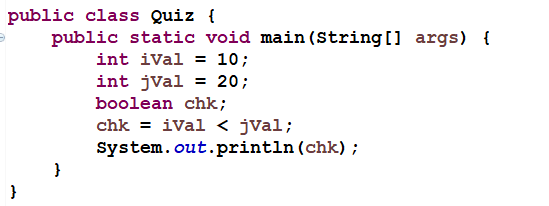 public class Quiz {
public static void main(String[] args) {
int iVal = 10;
int jVal = 20;
boolean chk;
chk = iVal < jVal;
System.out.println(chk);
}
}